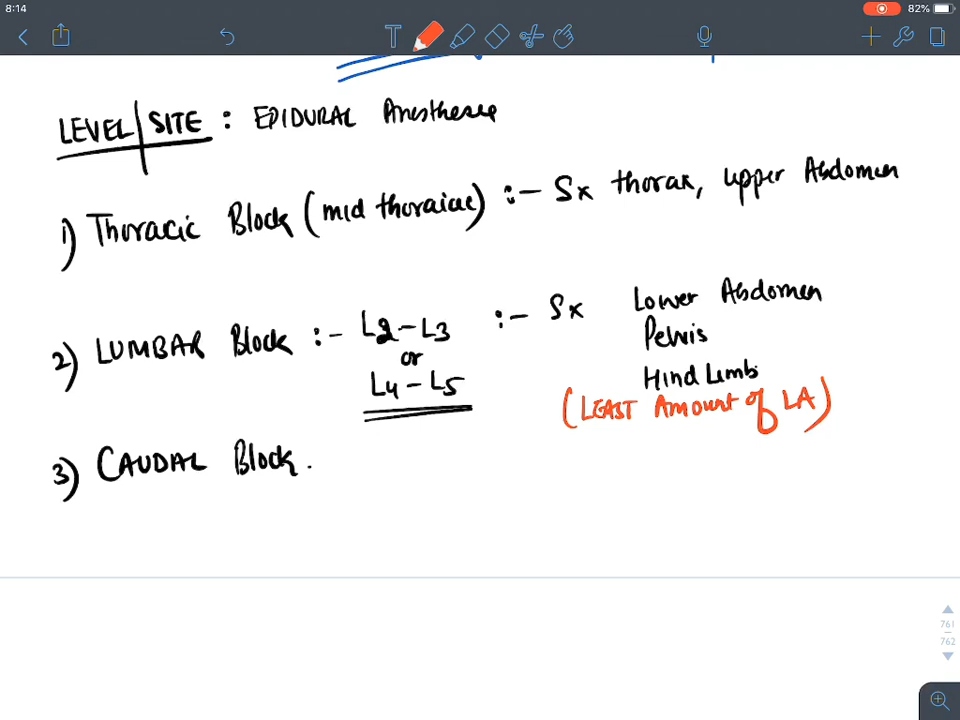 8:14
82%
T
LEVEL/SITE : EPIDURAL Anesthesia
1) Thoracic Block (mid thoraiac) :- Sx thorax, Upper Abdomen
2) LUMBAR Block :- L2-L3 :- Sx Lower Abdomen
or
L4-L5
Pelvis
Hind Limb
(LEAST Amount of LA)
3) CAUDAL Block.
761
762